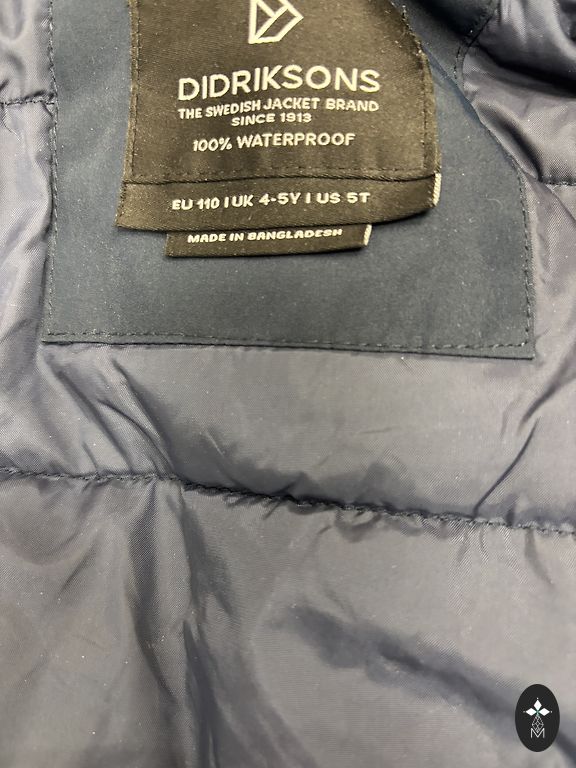 DIDRIKSONS
THE SWEDISH JACKET BRAND
SINCE 1913
100% WATERPROOF
EU 110 | UK 4-5Y | US 5T
MADE IN BANGLADESH
M